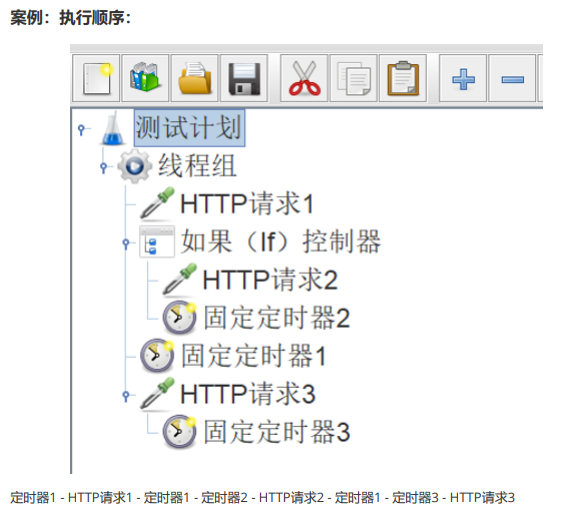 案例：执行顺序：
测试计划
线程组
HTTP请求1
如果（If）控制器
HTTP请求2
固定定时器2
固定定时器1
HTTP请求3
固定定时器3
定时器1 - HTTP请求1 - 定时器1 - 定时器2 - HTTP请求2 - 定时器1 - 定时器3 - HTTP请求3